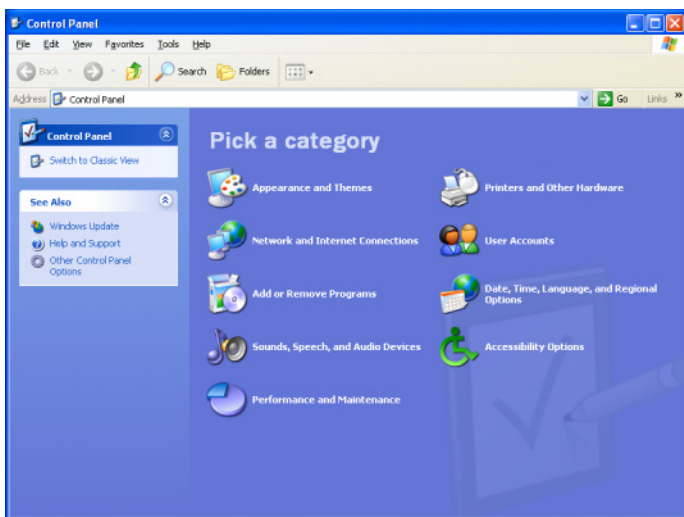 Control Panel
File Edit View Favorites Tools Help
Back Search Folders
Address Control Panel Go Links »
Control Panel
Switch to Classic View
See Also
Windows Update
Help and Support
Other Control Panel
Options
Pick a category
Appearance and Themes
Printers and Other Hardware
Network and Internet Connections
User Accounts
Add or Remove Programs
Date, Time, Language, and Regional
Options
Sounds, Speech, and Audio Devices
Accessibility Options
Performance and Maintenance